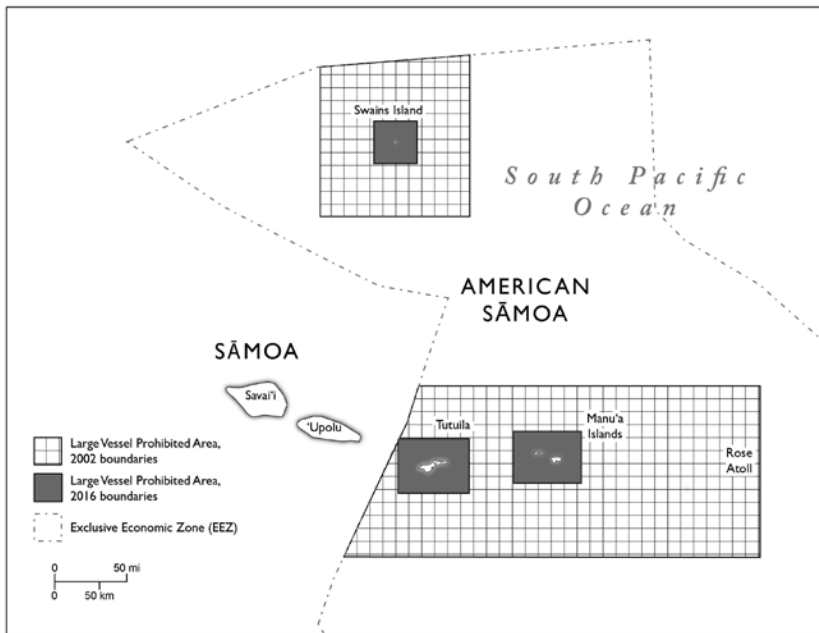 Swains Island
South Pacific
Ocean
AMERICAN
SĀMOA
SĀMOA
Savai'i
'Upolu
Tutuila
Manu'a
Islands
Rose
Atoll
Large Vessel Prohibited Area,
2002 boundaries
Large Vessel Prohibited Area,
2016 boundaries
Exclusive Economic Zone (EEZ)
0 50 mi
0 50 km